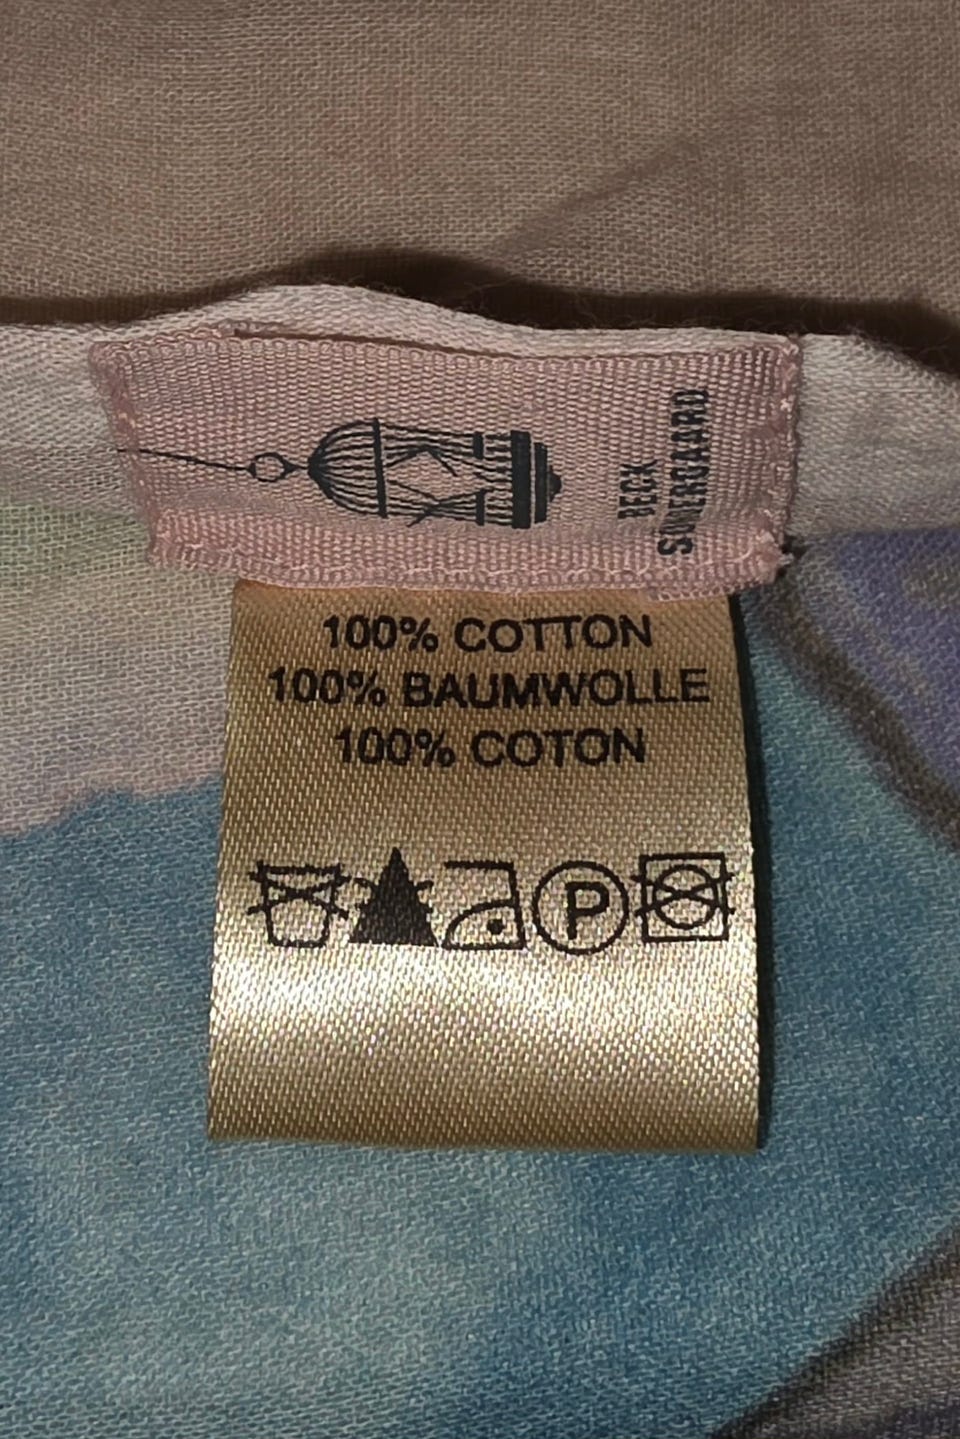 BECK
SÖNDERGAARD
100% COTTON
100% BAUMWOLLE
100% COTON
P